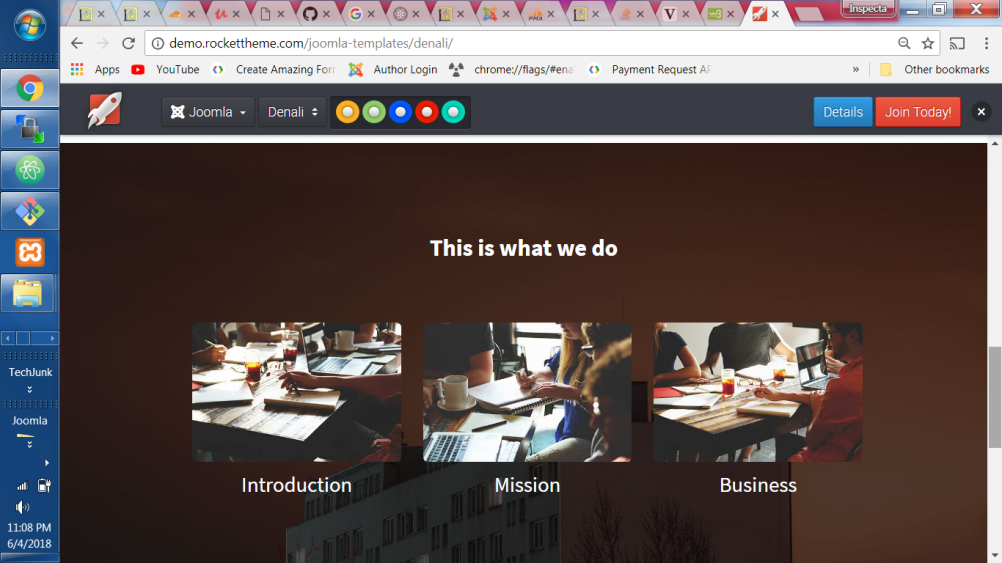 Inspecta
demo.rockettheme.com/joomla-templates/denali/
Apps
YouTube
Create Amazing For
Author Login
chrome://flags/#ena
Payment Request AP
»
Other bookmarks
Joomla
Denali
Details
Join Today!
This is what we do
Introduction
Mission
Business
TechJunk
Joomla
11:08 PM
6/4/2018